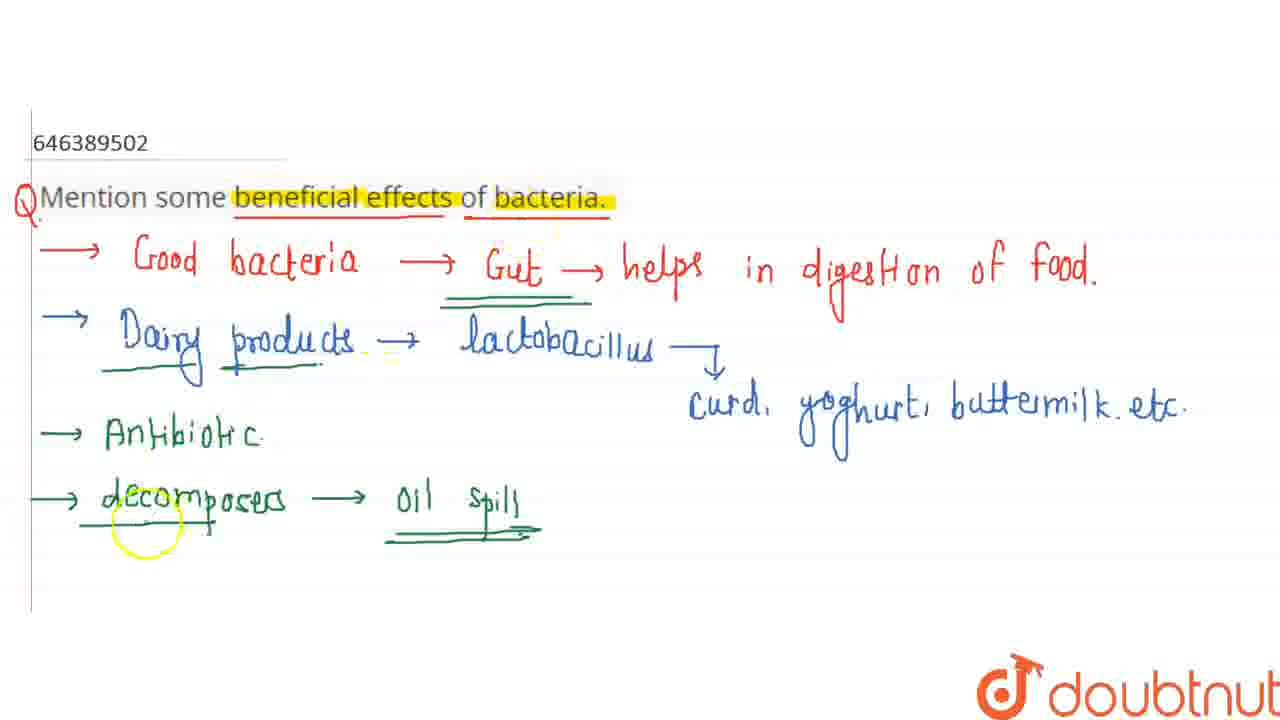 646389502
Q. Mention some beneficial effects of bacteria.
→ Good bacteria → Gut → helps in digestion of food.
→ Dairy products → lactobacillus
curd, yoghurt, buttermilk. etc.
→ Antibiotic.
→ decomposers → oil spill
doubtnut